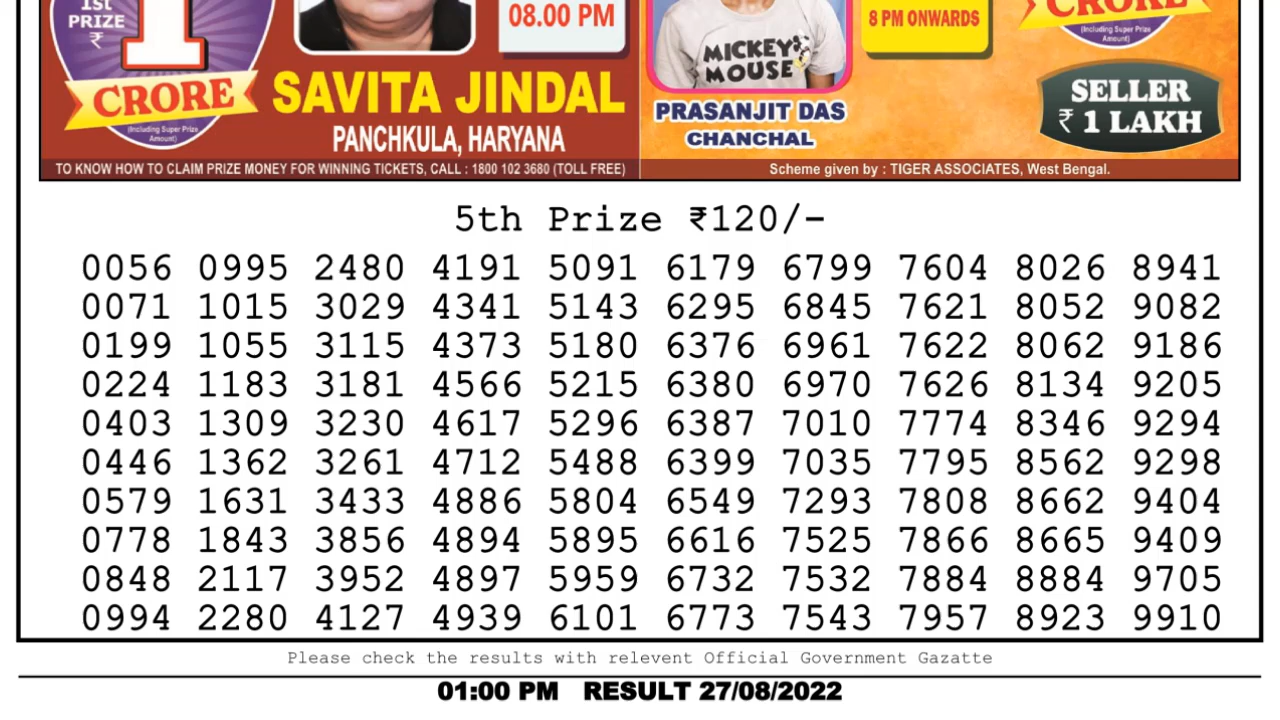 1st
PRIZE
₹
1
CRORE
(Including Super Prize
Amount)
08.00 PM
SAVITA JINDAL
PANCHKULA, HARYANA
TO KNOW HOW TO CLAIM PRIZE MONEY FOR WINNING TICKETS, CALL : 1800 102 3680 (TOLL FREE)
MICKEY
MOUSE
PRASANJIT DAS
CHANCHAL
8 PM ONWARDS
CRORE
(Including Super Prize
Amount)
SELLER
₹ 1 LAKH
Scheme given by : TIGER ASSOCIATES, West Bengal.
5th Prize ₹120/-
0056 0995 2480 4191 5091 6179 6799 7604 8026 8941
0071 1015 3029 4341 5143 6295 6845 7621 8052 9082
0199 1055 3115 4373 5180 6376 6961 7622 8062 9186
0224 1183 3181 4566 5215 6380 6970 7626 8134 9205
0403 1309 3230 4617 5296 6387 7010 7774 8346 9294
0446 1362 3261 4712 5488 6399 7035 7795 8562 9298
0579 1631 3433 4886 5804 6549 7293 7808 8662 9404
0778 1843 3856 4894 5895 6616 7525 7866 8665 9409
0848 2117 3952 4897 5959 6732 7532 7884 8884 9705
0994 2280 4127 4939 6101 6773 7543 7957 8923 9910
Please check the results with relevent Official Government Gazatte
01:00 PM RESULT 27/08/2022